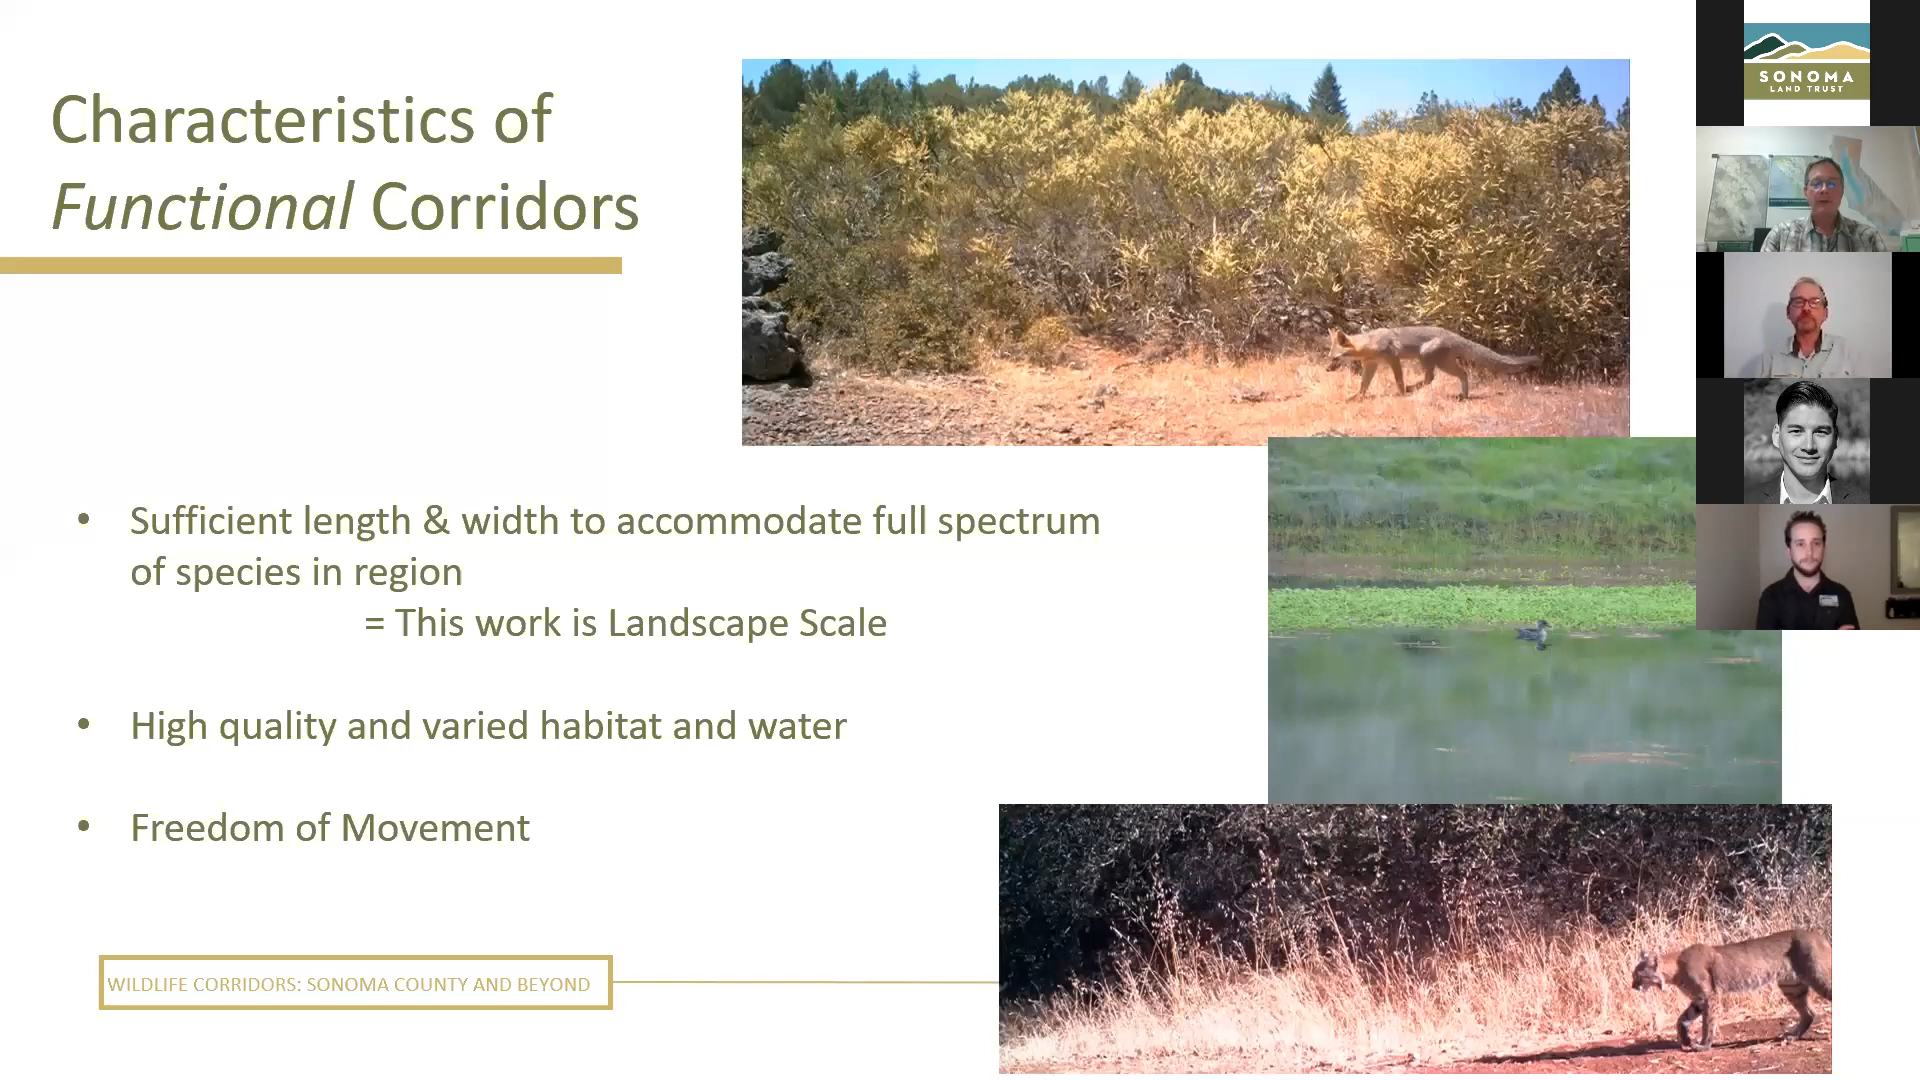 Characteristics of
Functional Corridors
• Sufficient length & width to accommodate full spectrum
of species in region
= This work is Landscape Scale
• High quality and varied habitat and water
• Freedom of Movement
WILDLIFE CORRIDORS: SONOMA COUNTY AND BEYOND
SONOMA
LAND TRUST